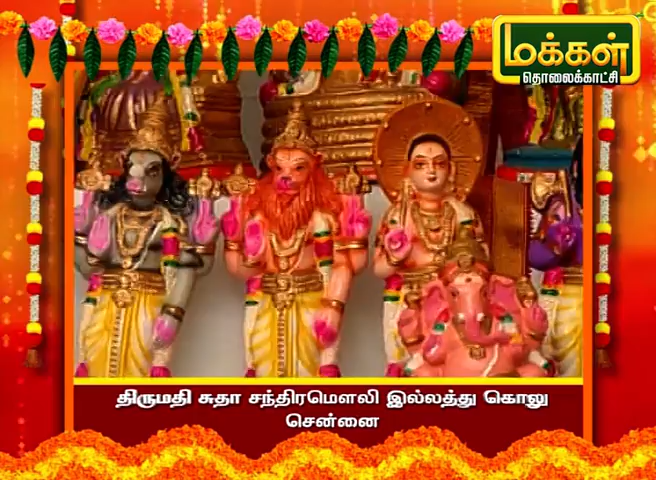 மக்கள்
தொலைக்காட்சி
திருமதி சுதா சந்திரமௌலி இல்லத்து கொலு
சென்னை